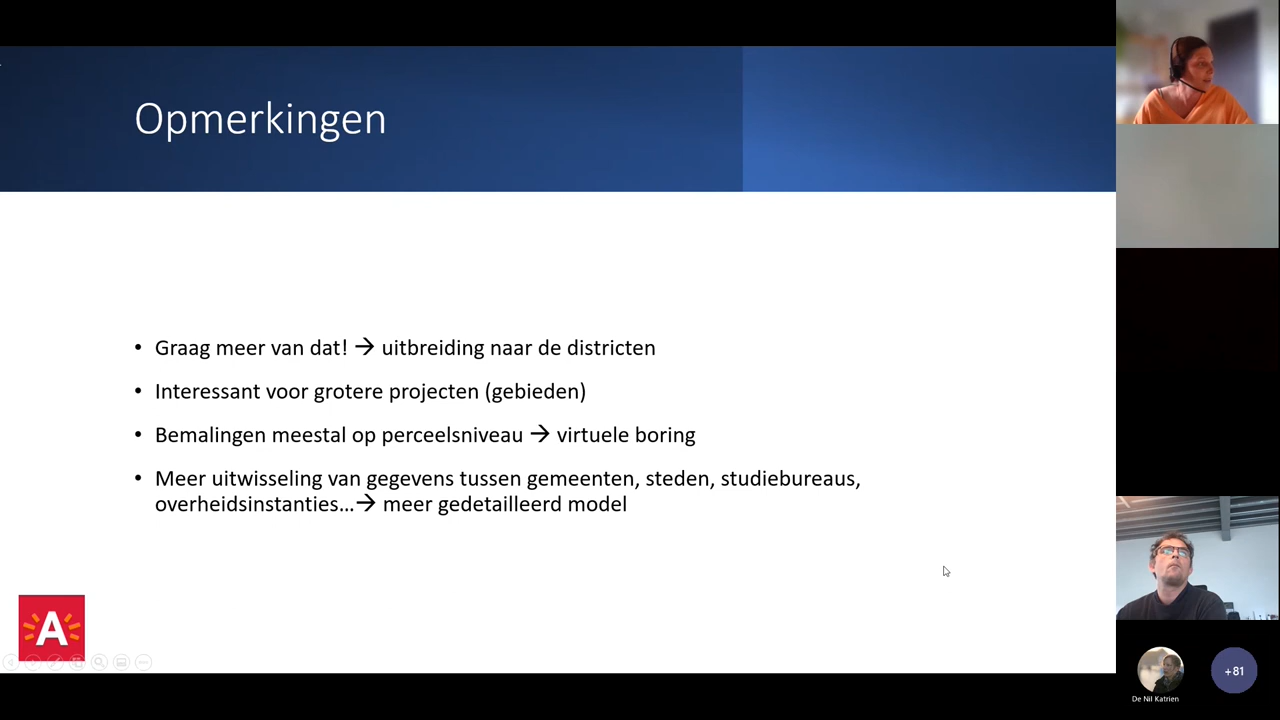 Opmerkingen
• Graag meer van dat! → uitbreiding naar de districten
• Interessant voor grotere projecten (gebieden)
• Bemalingen meestal op perceelsniveau → virtuele boring
• Meer uitwisseling van gegevens tussen gemeenten, steden, studiebureaus,
overheidsinstanties...→ meer gedetailleerd model
A
De Nil Katrien
+81